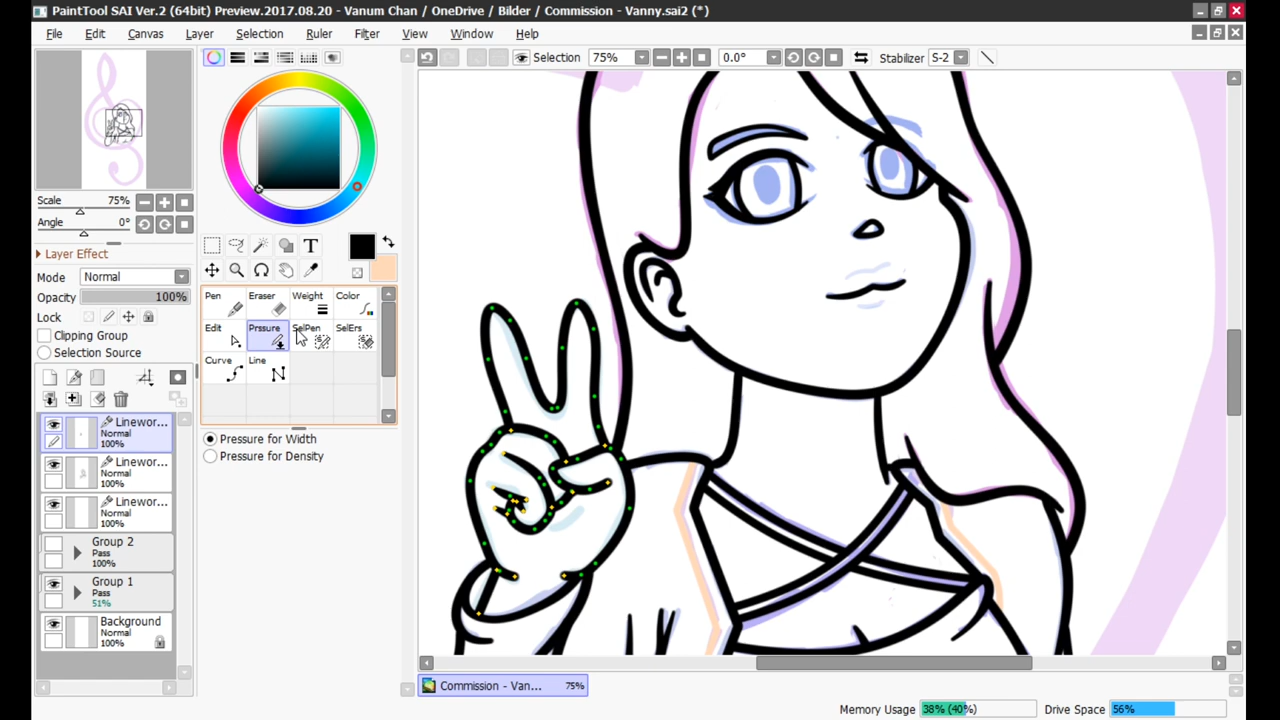 PaintTool SAI Ver.2 (64bit) Preview.2017.08.20 - Vanum Chan / OneDrive / Bilder / Commission - Vanny.sai2 (*)
File Edit Canvas Layer Selection Ruler Filter View Window Help
Selection 75% 0.0° Stabilizer S-2
Scale 75%
Angle 0°
Layer Effect
Mode Normal
Opacity 100%
Lock
Clipping Group
Selection Source
Linewor...
Normal
100%
Linewor...
Normal
100%
Linewor...
Normal
100%
Group 2
Pass
100%
Group 1
Pass
51%
Background
Normal
100%
T
Pen Eraser Weight Color
Edit Prssure SelPen SelErs
Curve Line
Pressure for Width
Pressure for Density
Commission - Van... 75%
Memory Usage 38% (40%) Drive Space 56%